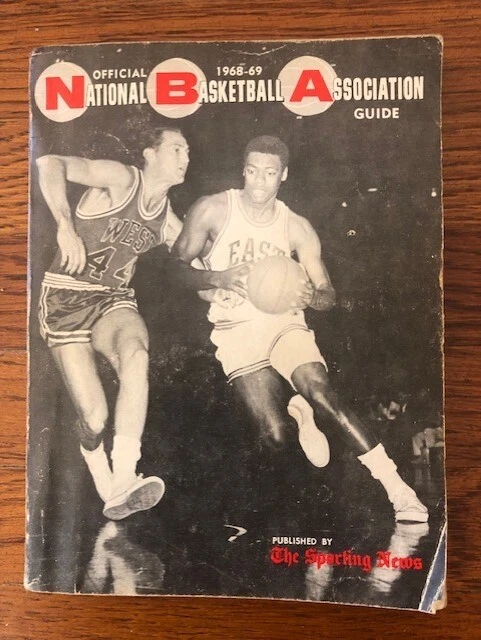 OFFICIAL 1968-69
NATIONAL BASKETBALL ASSOCIATION
GUIDE
WEST
44
EAST
PUBLISHED BY
The Sporting News